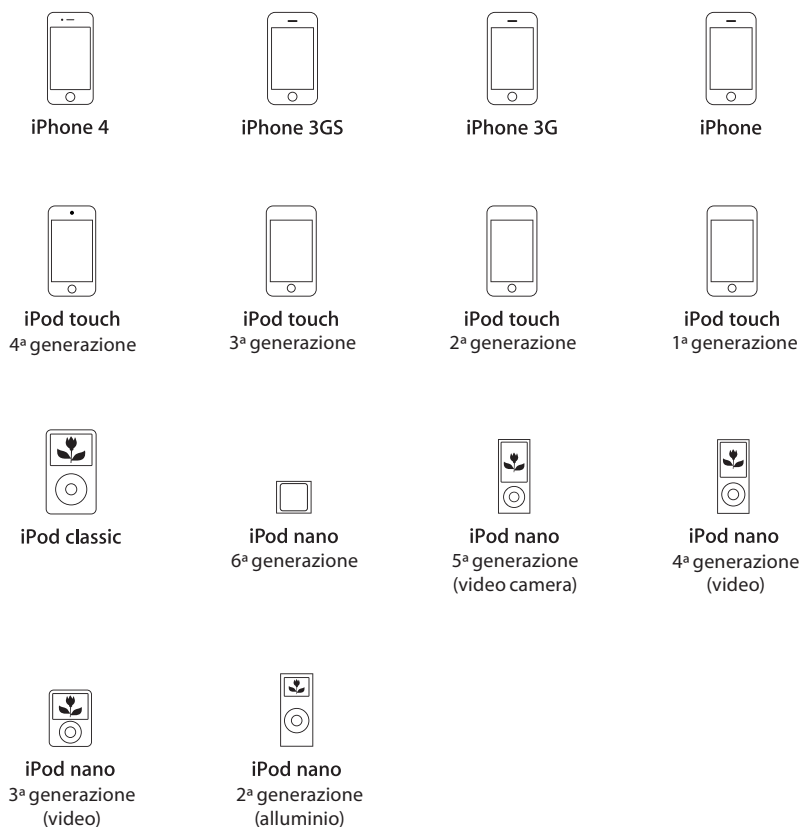 iPhone 4
iPhone 3GS
iPhone 3G
iPhone
iPod touch
4ª generazione
iPod touch
3ª generazione
iPod touch
2ª generazione
iPod touch
1ª generazione
iPod classic
iPod nano
6ª generazione
iPod nano
5ª generazione
(video camera)
iPod nano
4ª generazione
(video)
iPod nano
3ª generazione
(video)
iPod nano
2ª generazione
(alluminio)